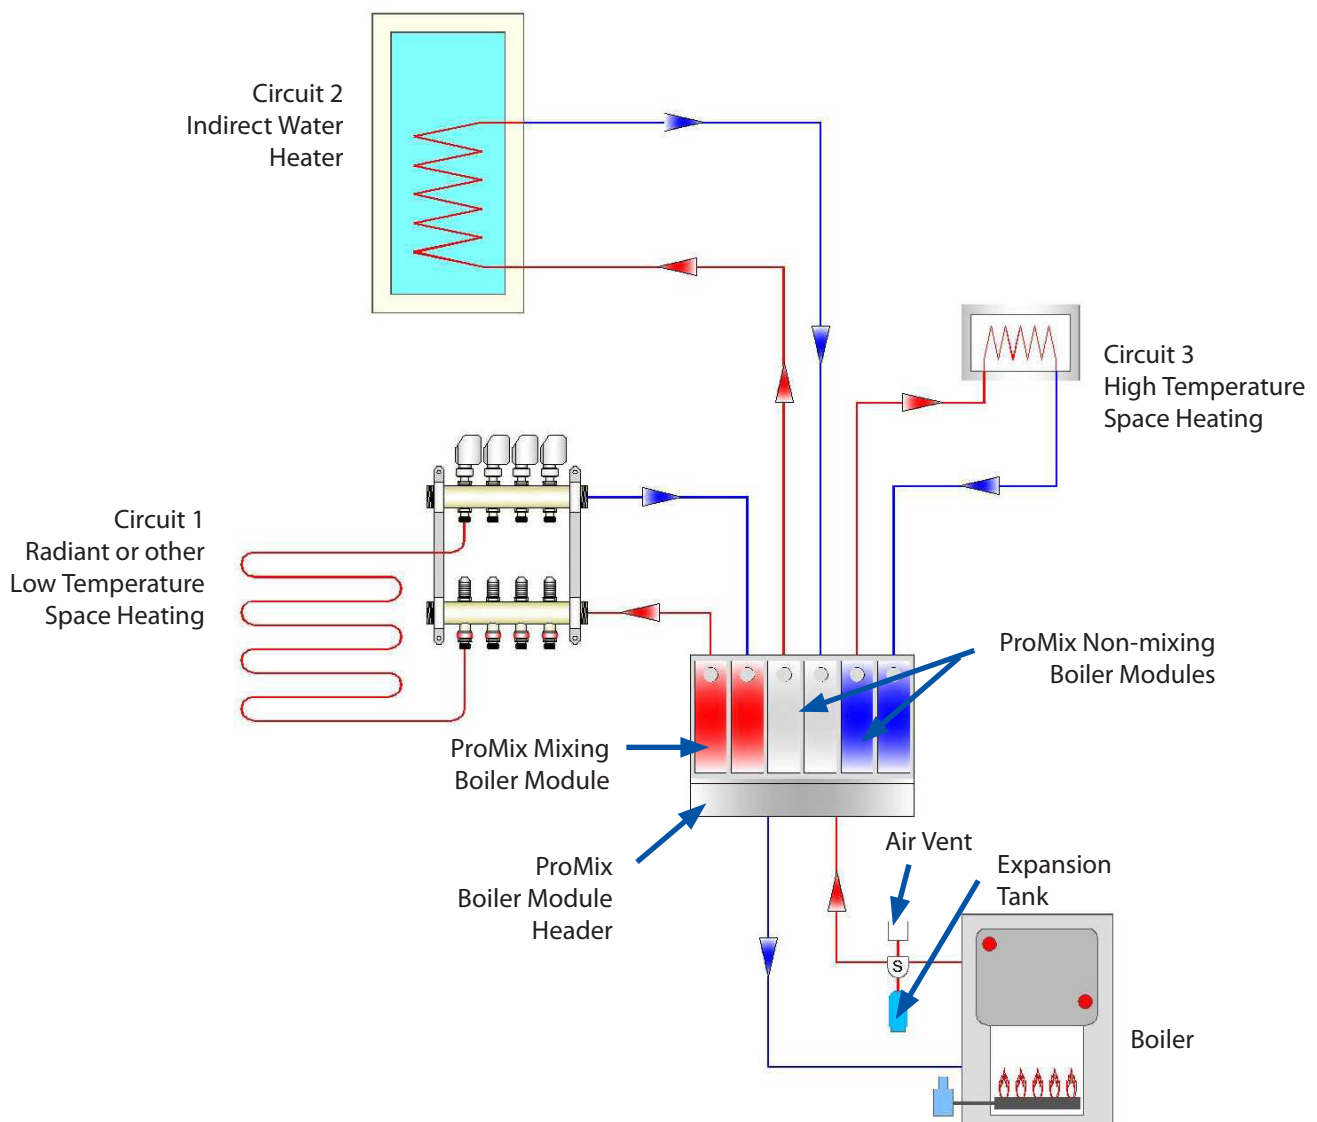 Circuit 2
Indirect Water
Heater
Circuit 3
High Temperature
Space Heating
Circuit 1
Radiant or other
Low Temperature
Space Heating
ProMix Non-mixing
Boiler Modules
ProMix Mixing
Boiler Module
ProMix
Boiler Module
Header
Air Vent
Expansion
Tank
S
Boiler